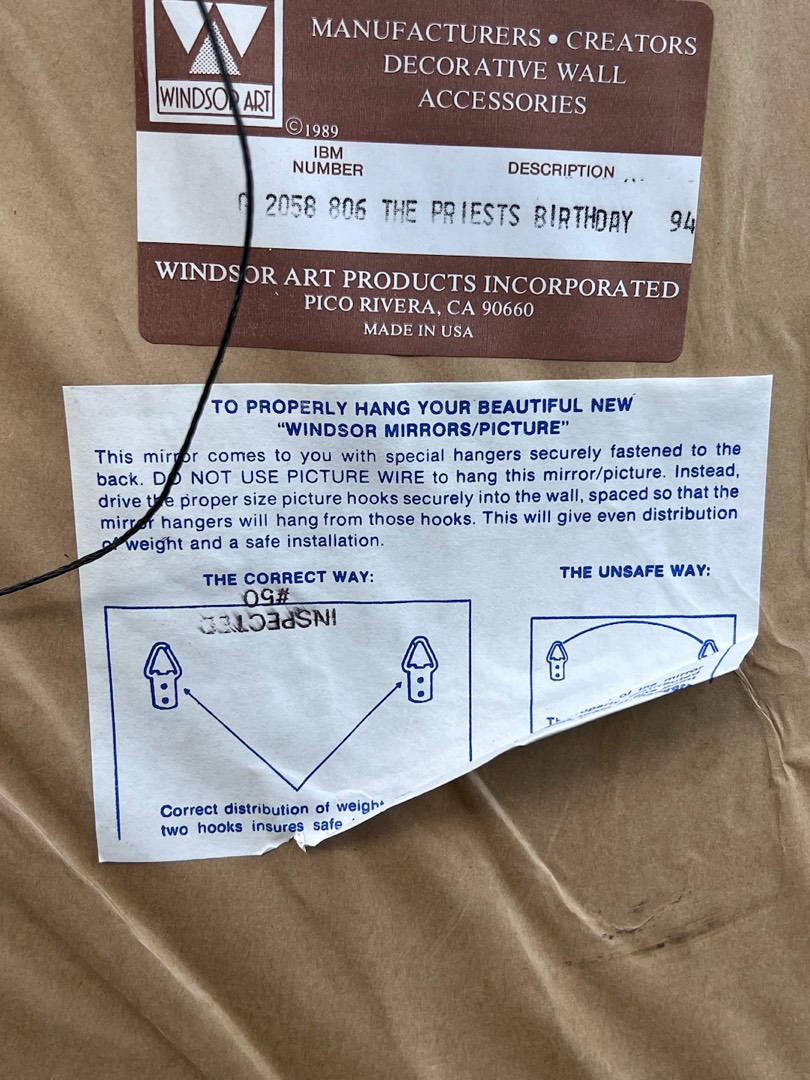 WINDSOR ART
MANUFACTURERS • CREATORS
DECORATIVE WALL
ACCESSORIES
©1989
IBM
NUMBER
DESCRIPTION
2058 806 THE PRIESTS BIRTHDAY 94
WINDSOR ART PRODUCTS INCORPORATED
PICO RIVERA, CA 90660
MADE IN USA
TO PROPERLY HANG YOUR BEAUTIFUL NEW
“WINDSOR MIRRORS/PICTURE”
This mirror comes to you with special hangers securely fastened to the
back. DO NOT USE PICTURE WIRE to hang this mirror/picture. Instead,
drive the proper size picture hooks securely into the wall, spaced so that the
mirror hangers will hang from those hooks. This will give even distribution
of weight and a safe installation.
THE CORRECT WAY:
THE UNSAFE WAY:
INSPECTED
#50
of the mirror
Correct distribution of weight
two hooks insures safe